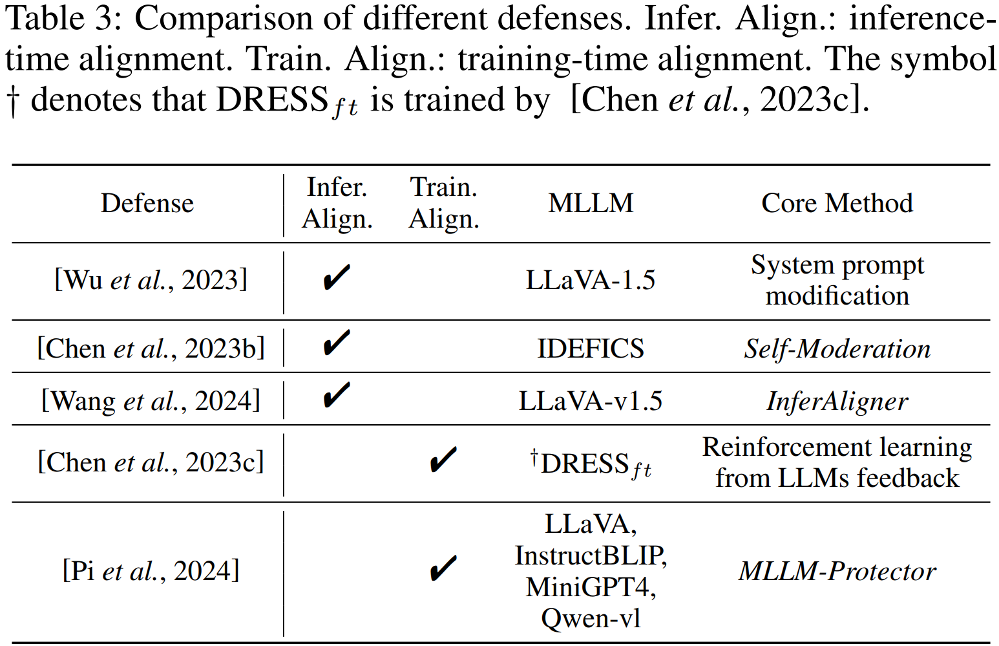 Table 3: Comparison of different defenses. Infer. Align.: inference-
time alignment. Train. Align.: training-time alignment. The symbol
† denotes that DRESS_ft is trained by [Chen et al., 2023c].
Defense Infer. Align. Train. Align. MLLM Core Method
[Wu et al., 2023] ✔ LLaVA-1.5 System prompt modification
[Chen et al., 2023b] ✔ IDEFICS Self-Moderation
[Wang et al., 2024] ✔ LLaVA-v1.5 InferAligner
[Chen et al., 2023c] ✔ †DRESS_ft Reinforcement learning from LLMs feedback
[Pi et al., 2024] ✔ LLaVA, InstructBLIP, MiniGPT4, Qwen-vl MLLM-Protector